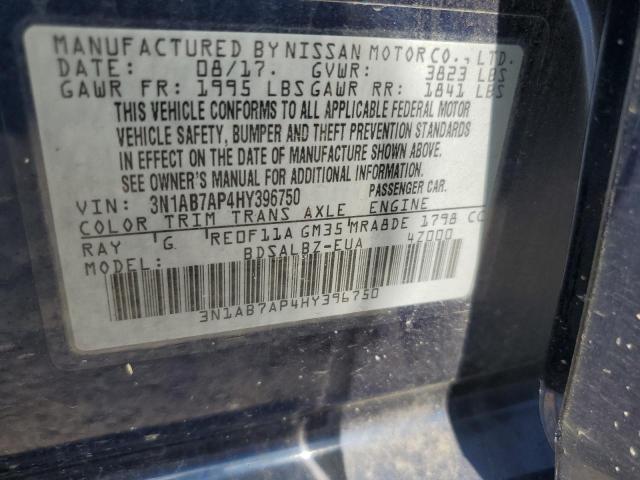 MANUFACTURED BY NISSAN MOTOR CO., LTD.
DATE: 08/17. GVWR: 3823 LBS
GAWR FR: 1995 LBS GAWR RR: 1841 LBS
THIS VEHICLE CONFORMS TO ALL APPLICABLE FEDERAL MOTOR
VEHICLE SAFETY, BUMPER AND THEFT PREVENTION STANDARDS
IN EFFECT ON THE DATE OF MANUFACTURE SHOWN ABOVE.
SEE OWNER'S MANUAL FOR ADDITIONAL INFORMATION.
VIN: 3N1AB7AP4HY396750 PASSENGER CAR.
COLOR TRIM TRANS AXLE ENGINE
RAY G RE0F11A GM35 MRA8DE 1798 CC
MODEL: BDSALBZ-EUA 4Z000
3N1AB7AP4HY396750